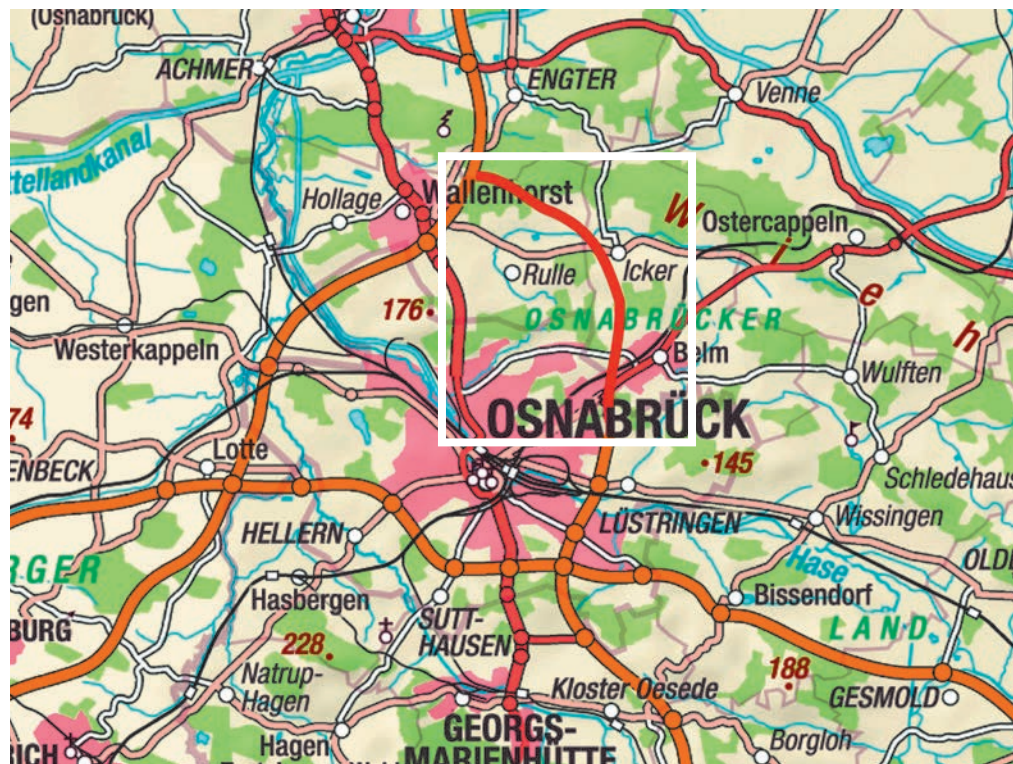 (Osnabrück)
ACHMER
ENGTER
Venne
ttellandkanal
Hollage
Wallenhorst
W i e h
Ostercappeln
Rulle
Icker
gen
176
OSNABRÜCKER
Westerkappeln
Belm
Wulften
74
OSNABRÜCK
ENBECK
Lotte
145
Schledehaus
HELLERN
LÜSTRINGEN
Wissingen
RGER
Hase
OLD
Hasbergen
Bissendorf
BURG
SUTT-
HAUSEN
LAND
228
Natrup-
Hagen
188
Kloster Oesede
GESMOLD
GEORGS-
MARIENHÜTTE
RICH
Hagen
Borgloh